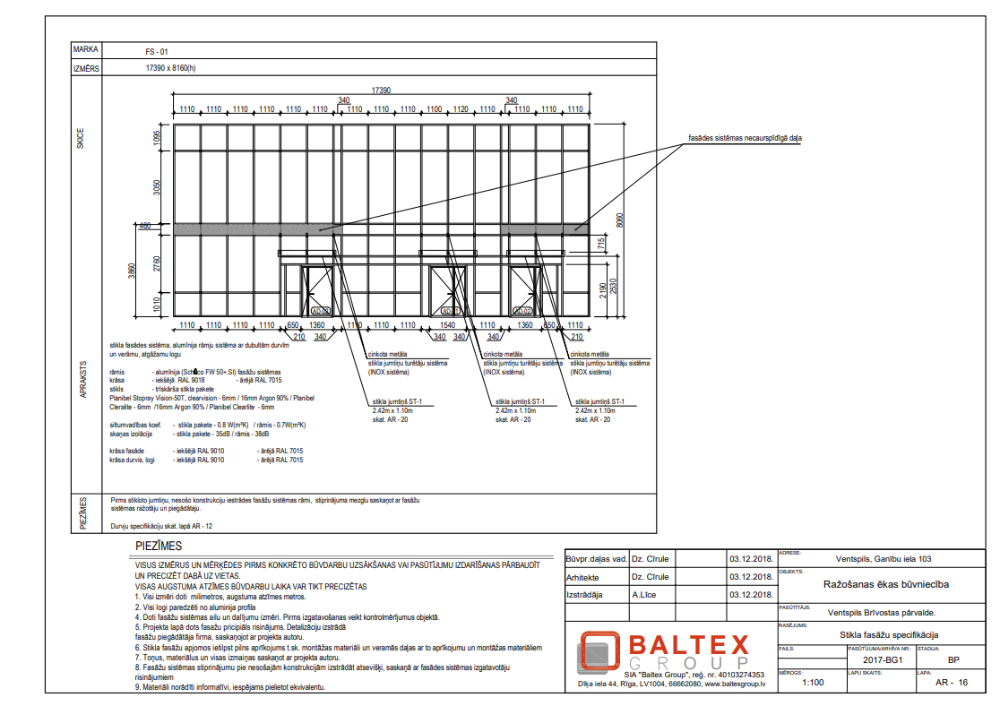 MARKA
FS - 01
IZMĒRS
17390 x 8160(h)
SKICE
17390
340 340
1110 1110 1110 1110 1110 1110 1110 1110 1110 1100 1120 1110 1110 1110
fasādes sistēmas necaurspīdīgā daļa
1095
3050
460
2760
3860
1010
8060
715
2190
2530
AD-02
1110 1110 1110 1110 650 1360 1110 1110 1110 1540 1110 1360 650 1110
210 340 340 340 340 210
stikla fasādes sistēma, alumīnija rāmju sistēma ar dubultām durvīm
un verāmu, atgāžamu logu
APRAKSTS
rāmis - alumīnija (Schüco FW 50+.SI) fasāžu sistēmas
krāsa - iekšējā RAL 9018 - ārējā RAL 7015
stikls - trīskārša stikla pakete
Planibel Stopray Vision-50T, clearvision - 6mm / 16mm Argon 90% / Planibel
Cleralite - 6mm /16mm Argon 90% / Planibel Clearlite - 6mm
siltumvadības koef. - stikla pakete - 0.8 W(m²K) / rāmis - 0.7W(m²K)
skaņas izolācija - stikla pakete - 35dB / rāmis - 38dB
krāsa fasāde - iekšējā RAL 9010 - ārējā RAL 7015
krāsa durvis, logi - iekšējā RAL 9010 - ārējā RAL 7015
cinkota metāla
stikla jumtiņu turētāju sistēma
(INOX sistēma)
cinkota metāla
stikla jumtiņu turētāju sistēma
(INOX sistēma)
cinkota metāla
stikla jumtiņu turētāju sistēma
(INOX sistēma)
stikla jumtiņš ST-1
2.42m x 1.10m
skat. AR - 20
stikla jumtiņš ST-1
2.42m x 1.10m
skat. AR - 20
stikla jumtiņš ST-1
2.42m x 1.10m
skat. AR - 20
PIEZĪMES
Pirms stikloto jumtiņu, nesošo konstrukciju iestrādes fasāžu sistēmas rāmī, stiprinājuma mezglu saskaņot ar fasāžu
sistēmas ražotāju un piegādātaju.
Durvju specifikāciju skat. lapā AR - 12
PIEZĪMES
VISUS IZMĒRUS UN MĒRĶĒDES PIRMS KONKRĒTO BŪVDARBU UZSĀKŠANAS VAI PASŪTĪJUMU IZDARĪŠANAS PĀRBAUDĪT
UN PRECIZĒT DABĀ UZ VIETAS.
VISAS AUGSTUMA ATZĪMES BŪVDARBU LAIKA VAR TIKT PRECIZĒTAS
1. Visi izmēri doti milimetros, augstuma atzīmes metros.
2. Visi logi paredzēti no aluminija profila
4. Doti fasāžu sistēmas ailu un dalījumu izmēri. Pirms izgatavošanas veikt kontrolmērījumus objektā.
5. Projekta lapā dots fasažu pricipiāls risinājums. Detalizāciju izstrādā
fasāžu piegādātāja firma, saskaņojot ar projekta autoru.
6. Stikla fasāžu apjomos ietilpst pilns aprīkojums t.sk. montāžas materiāli un veramās daļas ar to aprīkojumu un montāžas materiāliem
7. Toņus, materiālus un visas izmaiņas saskaņot ar projekta autoru.
8. Fasāžu sistēmas stiprinājumu pie nesošajām konstrukcijām izstrādāt atsevišķi, saskaņā ar fasādes sistēmas izgatavotāju
risinājumiem
9. Materiāli norādīti informatīvi, iespējams pielietot ekvivalentu.
Būvpr.daļas vad. Dz. Cīrule 03.12.2018.
Arhitekte Dz. Cīrule 03.12.2018.
Izstrādāja A.Līce 03.12.2018.
ADRESE:
Ventspils, Ganību iela 103
OBJEKTS:
Ražošanas ēkas būvniecība
PASŪTĪTĀJS:
Ventspils Brīvostas pārvalde.
RASĒJUMS:
Stikla fasāžu specifikācija
FAILS: PASŪTĪJUMA/ARHĪVA NR.: STADIJA:
2017-BG1 BP
MĒROGS: LAPU SKAITS: LAPA:
1:100 AR - 16
BALTEX
GROUP
SIA "Baltex Group", reģ. nr. 40103274353
Dīķa iela 44, Rīga, LV1004, 66662080, www.baltexgroup.lv